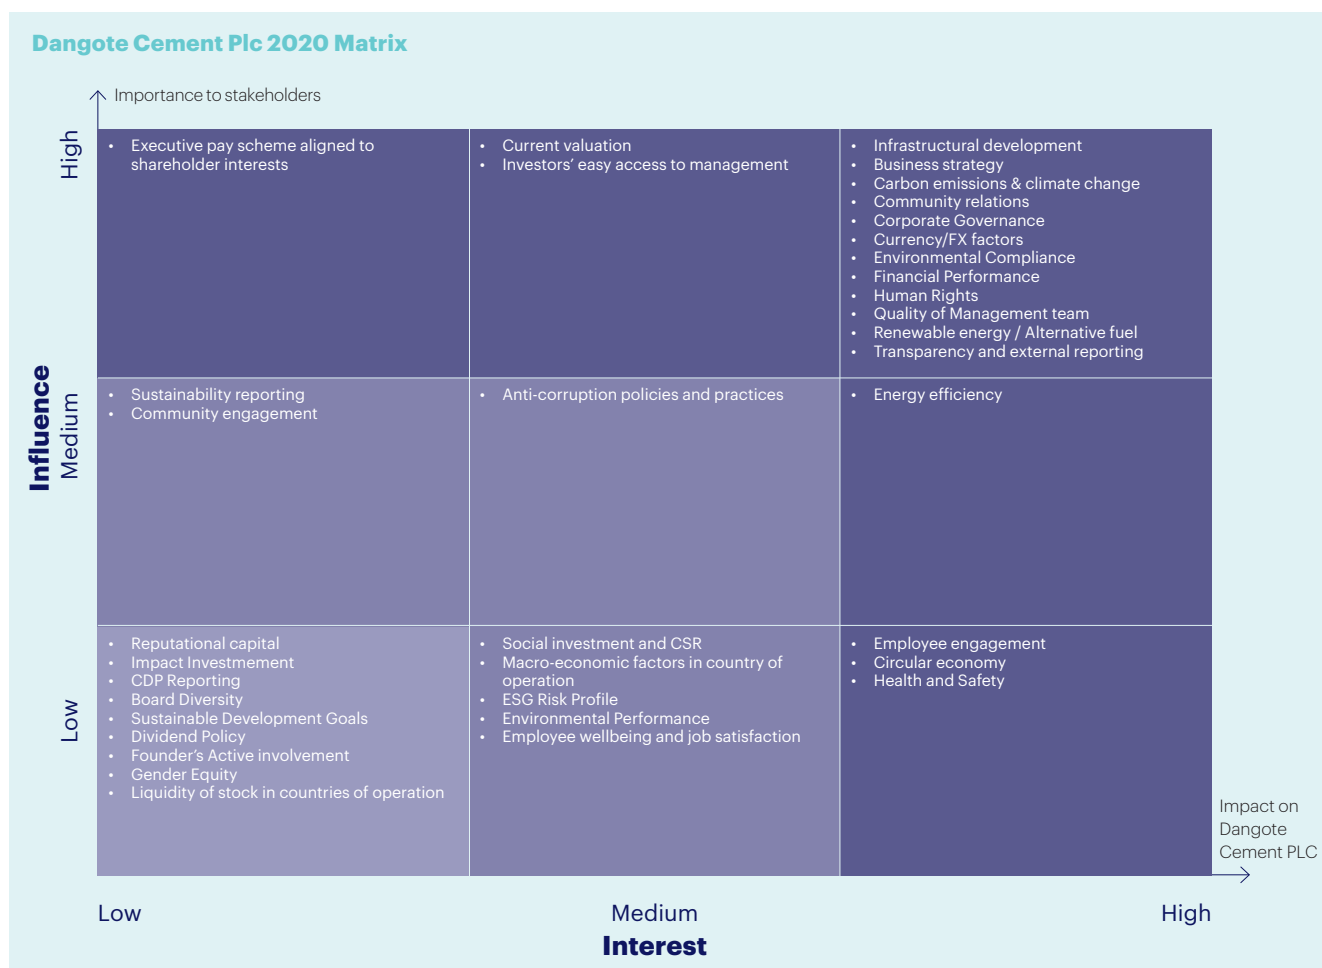 Dangote Cement Plc 2020 Matrix
Importance to stakeholders
High
• Executive pay scheme aligned to
shareholder interests
• Current valuation
• Investors’ easy access to management
• Infrastructural development
• Business strategy
• Carbon emissions & climate change
• Community relations
• Corporate Governance
• Currency/FX factors
• Environmental Compliance
• Financial Performance
• Human Rights
• Quality of Management team
• Renewable energy / Alternative fuel
• Transparency and external reporting
Influence
Medium
• Sustainability reporting
• Community engagement
• Anti-corruption policies and practices
• Energy efficiency
Low
• Reputational capital
• Impact Investmement
• CDP Reporting
• Board Diversity
• Sustainable Development Goals
• Dividend Policy
• Founder’s Active involvement
• Gender Equity
• Liquidity of stock in countries of operation
• Social investment and CSR
• Macro-economic factors in country of
operation
• ESG Risk Profile
• Environmental Performance
• Employee wellbeing and job satisfaction
• Employee engagement
• Circular economy
• Health and Safety
Impact on
Dangote
Cement PLC
Low
Medium
High
Interest